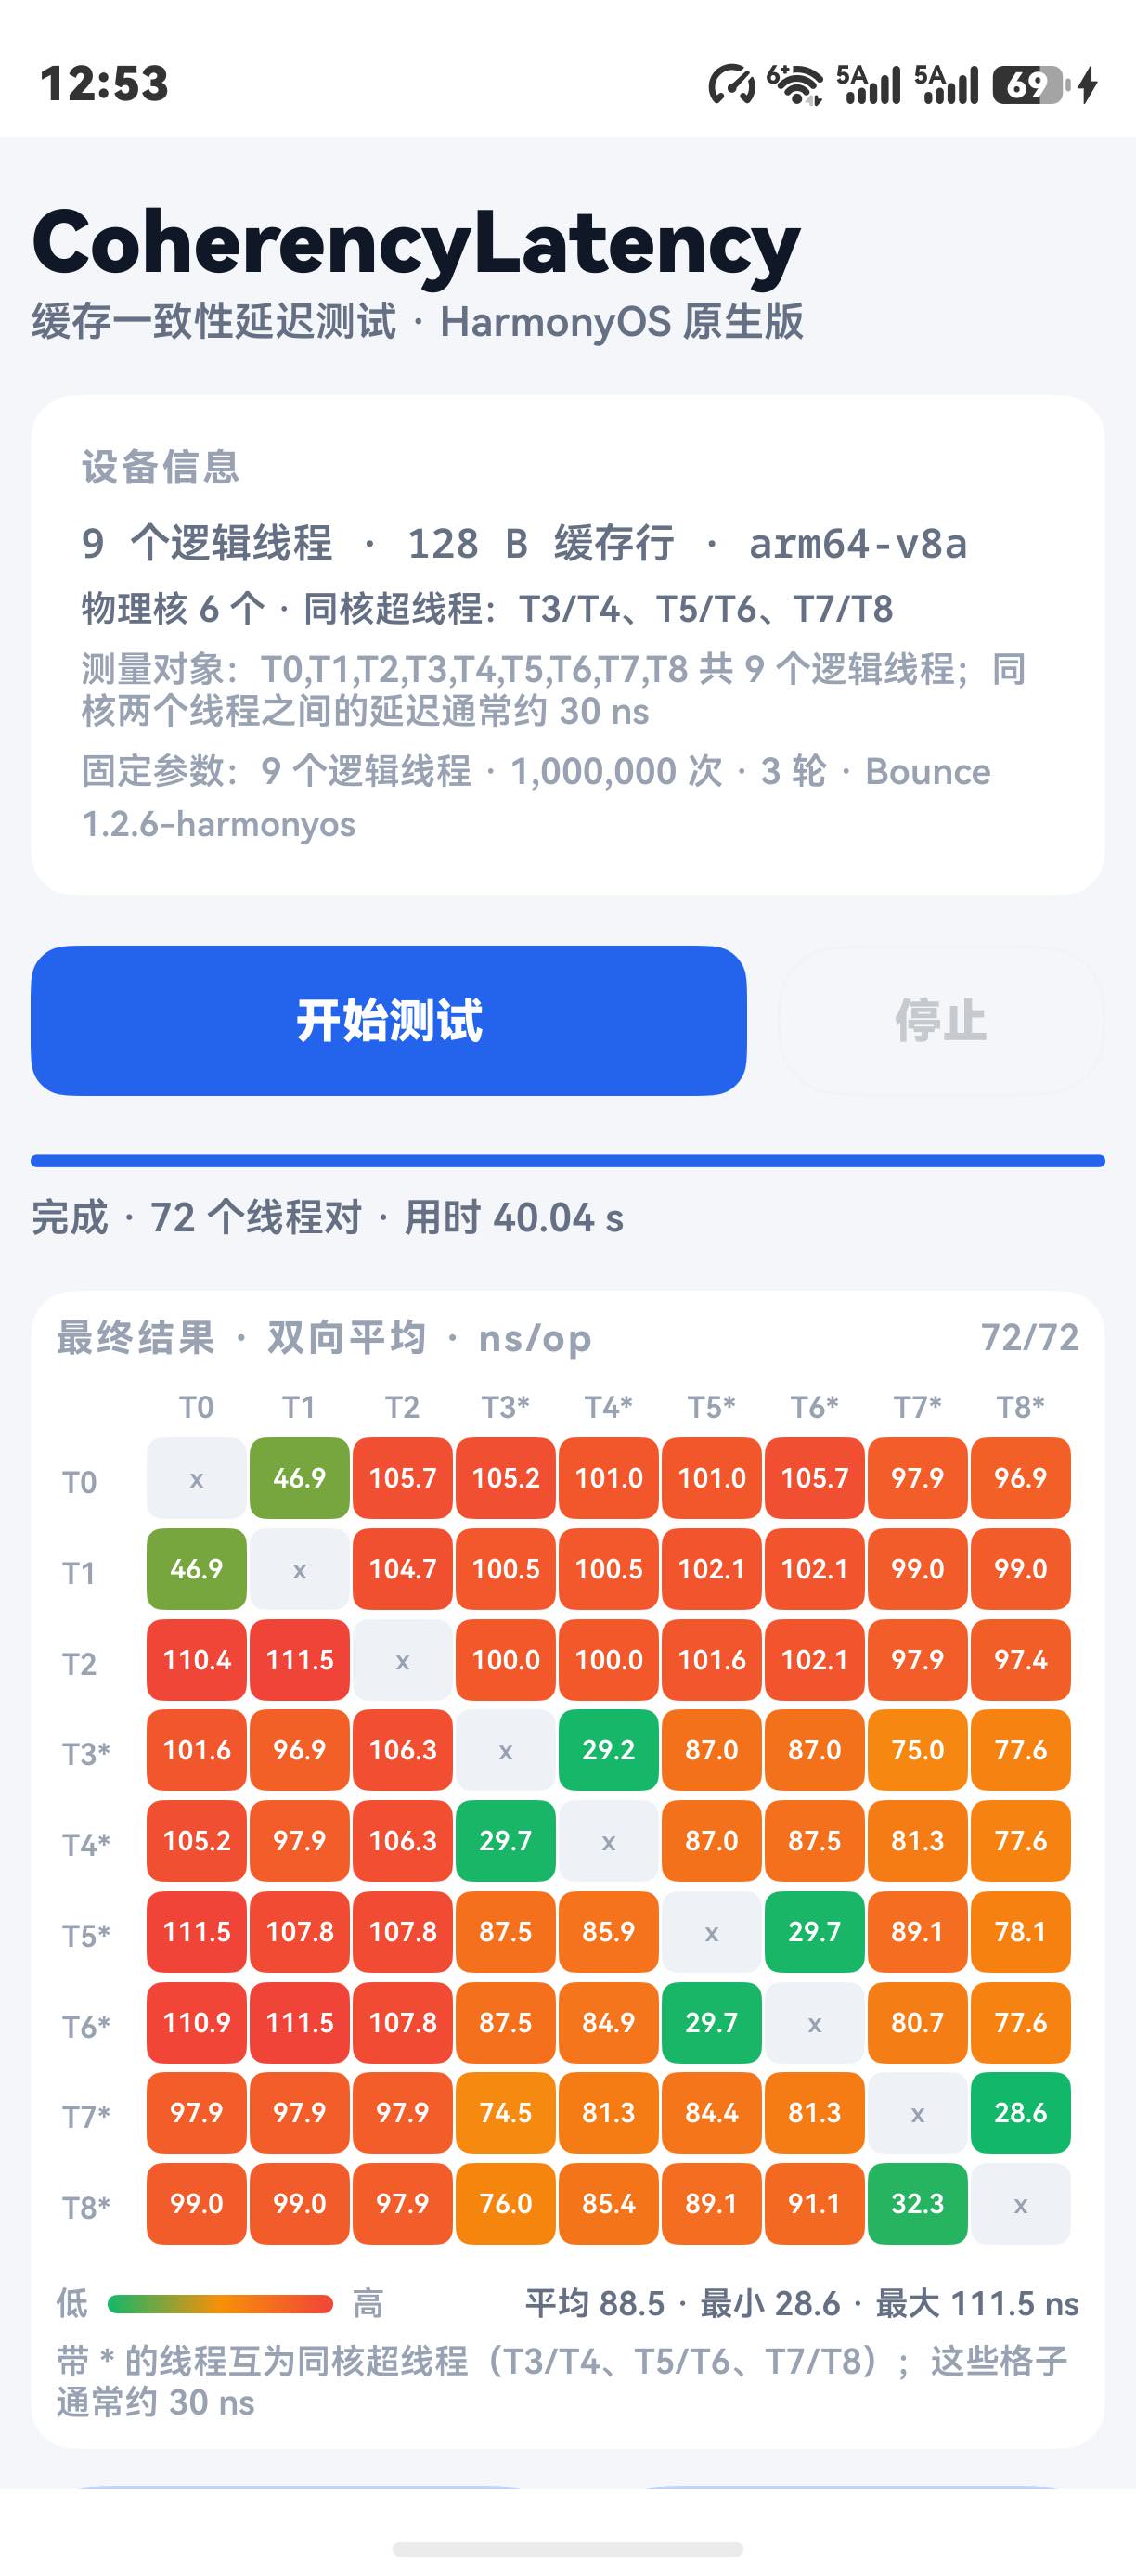 12:53
6+ 5A 5A 69
CoherencyLatency
缓存一致性延迟测试 · HarmonyOS 原生版
设备信息
9 个逻辑线程 · 128 B 缓存行 · arm64-v8a
物理核 6 个 · 同核超线程：T3/T4、T5/T6、T7/T8
测量对象：T0,T1,T2,T3,T4,T5,T6,T7,T8 共 9 个逻辑线程；同
核两个线程之间的延迟通常约 30 ns
固定参数：9 个逻辑线程 · 1,000,000 次 · 3 轮 · Bounce
1.2.6-harmonyos
开始测试 停止
完成 · 72 个线程对 · 用时 40.04 s
最终结果 · 双向平均 · ns/op 72/72
T0 T1 T2 T3* T4* T5* T6* T7* T8*
T0 x 46.9 105.7 105.2 101.0 101.0 105.7 97.9 96.9
T1 46.9 x 104.7 100.5 100.5 102.1 102.1 99.0 99.0
T2 110.4 111.5 x 100.0 100.0 101.6 102.1 97.9 97.4
T3* 101.6 96.9 106.3 x 29.2 87.0 87.0 75.0 77.6
T4* 105.2 97.9 106.3 29.7 x 87.0 87.5 81.3 77.6
T5* 111.5 107.8 107.8 87.5 85.9 x 29.7 89.1 78.1
T6* 110.9 111.5 107.8 87.5 84.9 29.7 x 80.7 77.6
T7* 97.9 97.9 97.9 74.5 81.3 84.4 81.3 x 28.6
T8* 99.0 99.0 97.9 76.0 85.4 89.1 91.1 32.3 x
低 高 平均 88.5 · 最小 28.6 · 最大 111.5 ns
带 * 的线程互为同核超线程（T3/T4、T5/T6、T7/T8）；这些格子
通常约 30 ns